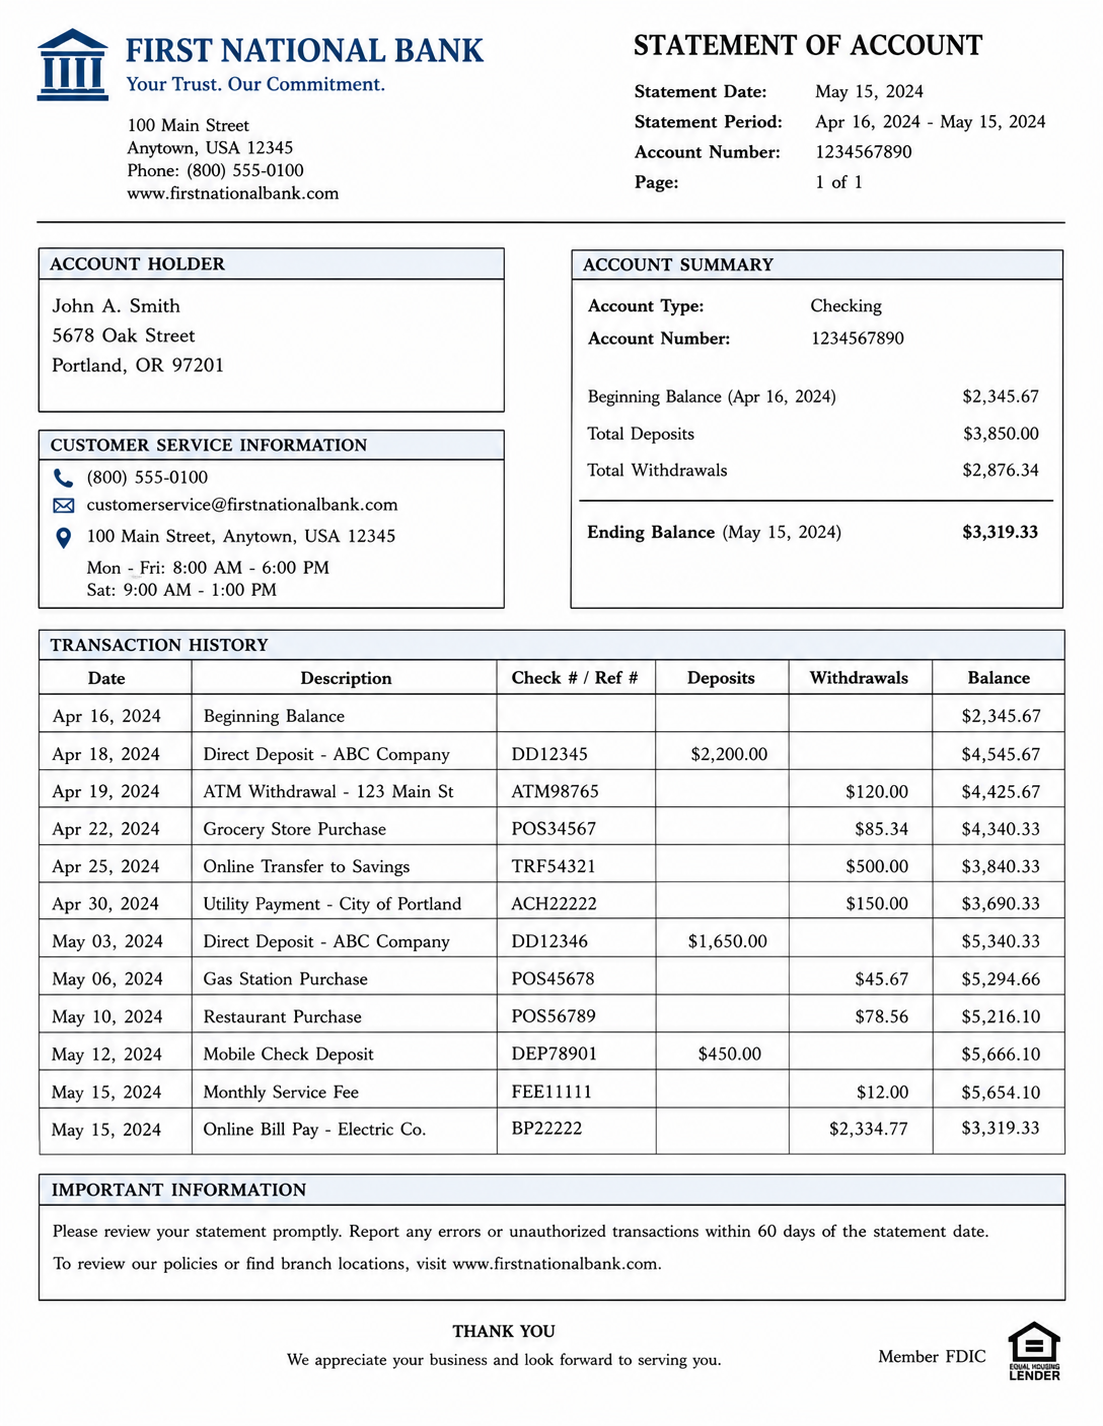 FIRST NATIONAL BANK
Your Trust. Our Commitment.
100 Main Street
Anytown, USA 12345
Phone: (800) 555-0100
www.firstnationalbank.com
STATEMENT OF ACCOUNT
Statement Date: May 15, 2024
Statement Period: Apr 16, 2024 - May 15, 2024
Account Number: 1234567890
Page: 1 of 1
ACCOUNT HOLDER
John A. Smith
5678 Oak Street
Portland, OR 97201
CUSTOMER SERVICE INFORMATION
(800) 555-0100
customerservice@firstnationalbank.com
100 Main Street, Anytown, USA 12345
Mon - Fri: 8:00 AM - 6:00 PM
Sat: 9:00 AM - 1:00 PM
ACCOUNT SUMMARY
Account Type: Checking
Account Number: 1234567890
Beginning Balance (Apr 16, 2024) $2,345.67
Total Deposits $3,850.00
Total Withdrawals $2,876.34
Ending Balance (May 15, 2024) $3,319.33
TRANSACTION HISTORY
Date Description Check # / Ref # Deposits Withdrawals Balance
Apr 16, 2024 Beginning Balance $2,345.67
Apr 18, 2024 Direct Deposit - ABC Company DD12345 $2,200.00 $4,545.67
Apr 19, 2024 ATM Withdrawal - 123 Main St ATM98765 $120.00 $4,425.67
Apr 22, 2024 Grocery Store Purchase POS34567 $85.34 $4,340.33
Apr 25, 2024 Online Transfer to Savings TRF54321 $500.00 $3,840.33
Apr 30, 2024 Utility Payment - City of Portland ACH22222 $150.00 $3,690.33
May 03, 2024 Direct Deposit - ABC Company DD12346 $1,650.00 $5,340.33
May 06, 2024 Gas Station Purchase POS45678 $45.67 $5,294.66
May 10, 2024 Restaurant Purchase POS56789 $78.56 $5,216.10
May 12, 2024 Mobile Check Deposit DEP78901 $450.00 $5,666.10
May 15, 2024 Monthly Service Fee FEE11111 $12.00 $5,654.10
May 15, 2024 Online Bill Pay - Electric Co. BP22222 $2,334.77 $3,319.33
IMPORTANT INFORMATION
Please review your statement promptly. Report any errors or unauthorized transactions within 60 days of the statement date.
To review our policies or find branch locations, visit www.firstnationalbank.com.
THANK YOU
We appreciate your business and look forward to serving you.
Member FDIC
EQUAL HOUSING
LENDER